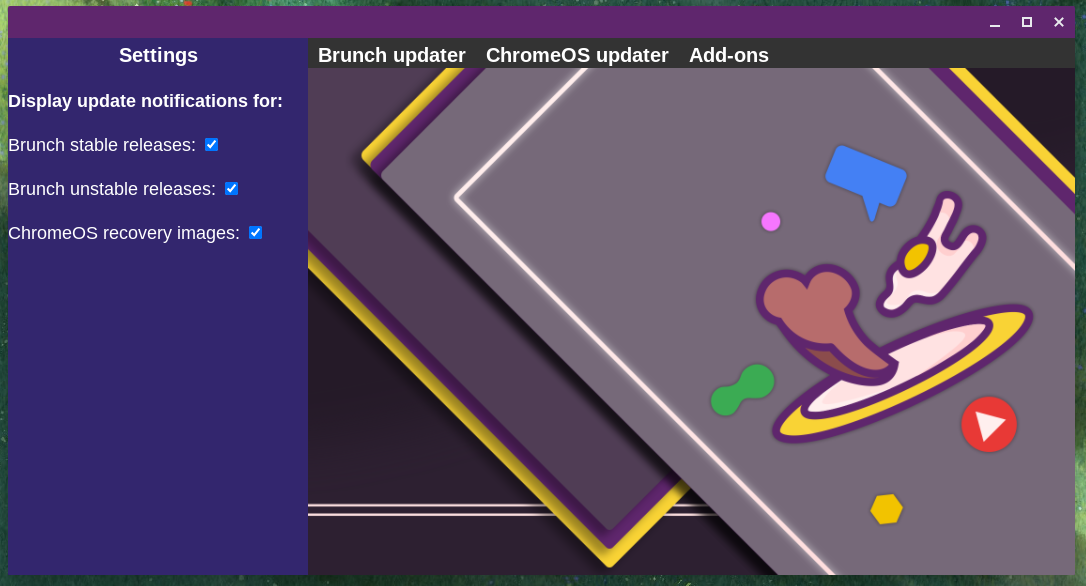 Settings
Brunch updater ChromeOS updater Add-ons
Display update notifications for:
Brunch stable releases:
Brunch unstable releases:
ChromeOS recovery images: